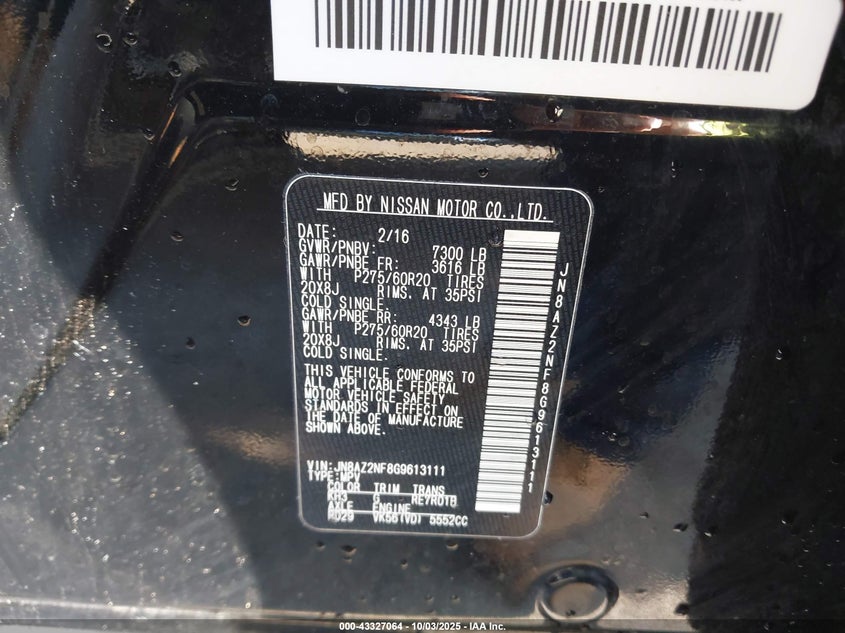 MFD BY NISSAN MOTOR CO.,LTD.
DATE: 2/16
GVWR/PNBV: 7300 LB
GAWR/PNBE FR: 3616 LB
WITH P275/60R20 TIRES
20X8J RIMS. AT 35PSI
COLD SINGLE.
GAWR/PNBE RR: 4343 LB
WITH P275/60R20 TIRES
20X8J RIMS. AT 35PSI
COLD SINGLE.
THIS VEHICLE CONFORMS TO
ALL APPLICABLE FEDERAL
MOTOR VEHICLE SAFETY
STANDARDS IN EFFECT ON
THE DATE OF MANUFACTURE
SHOWN ABOVE.
VIN:JN8AZ2NF8G9613111
TYPE:MPV
COLOR TRIM TRANS
KH3 G RE7R01B
AXLE ENGINE
RD29 VK56TVDI 5552CC
JN8AZ2NF8G9613111
000-43327064 - 10/03/2025 - IAA Inc.